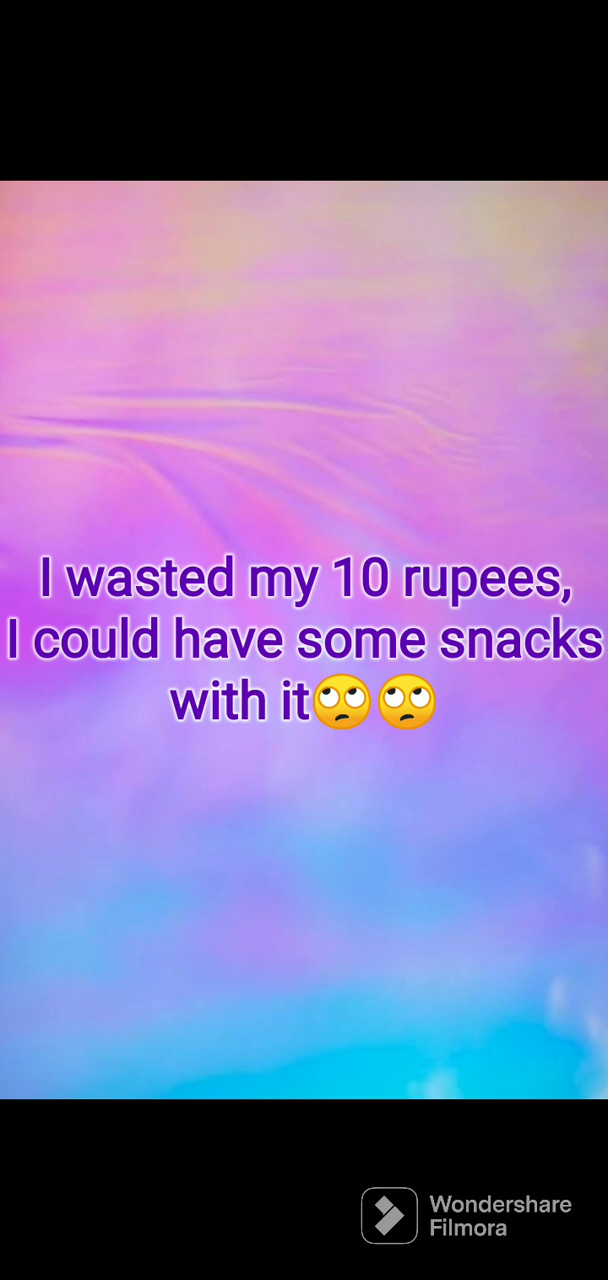 I wasted my 10 rupees,
I could have some snacks
with it🙄🙄
Wondershare
Filmora